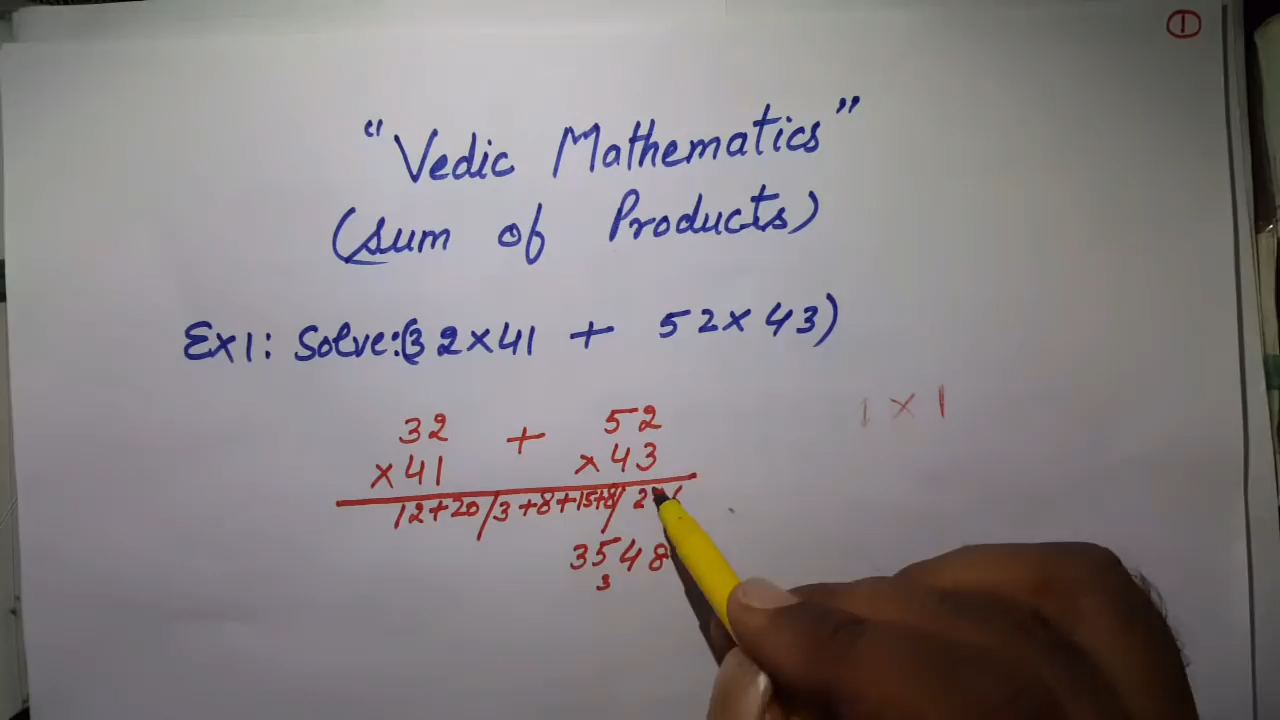 ①
"Vedic Mathematics"
(Sum of Products)
Ex1: Solve:(32×41 + 52×43)
32 + 52
×41 ×43
12+20/3+8+15+8/2
3548
3
1×1